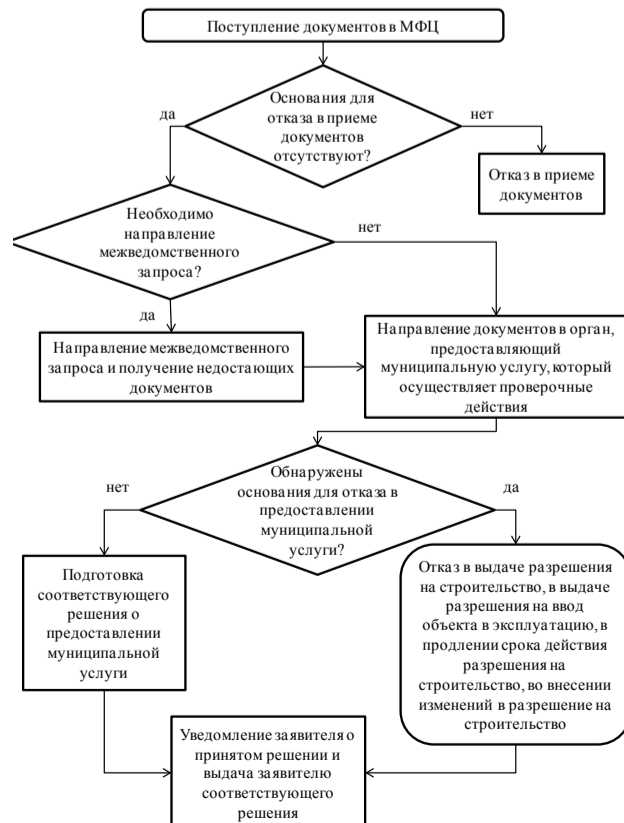 Поступление документов в МФЦ
Основания для
отказа в приеме
документов
отсутствуют?
да
нет
Отказ в приеме
документов
Необходимо
направление
межведомственного
запроса?
нет
да
Направление межведомственного
запроса и получение недостающих
документов
Направление документов в орган,
предоставляющий
муниципальную услугу, который
осуществляет проверочные
действия
Обнаружены
основания для отказа в
предоставлении
муниципальной
услуги?
нет
да
Подготовка
соответствующего
решения о
предоставлении
муниципальной
услуги
Отказ в выдаче разрешения
на строительство, в выдаче
разрешения на ввод
объекта в эксплуатацию, в
продлении срока действия
разрешения на
строительство, во внесении
изменений в разрешение на
строительство
Уведомление заявителя о
принятом решении и
выдача заявителю
соответствующего
решения